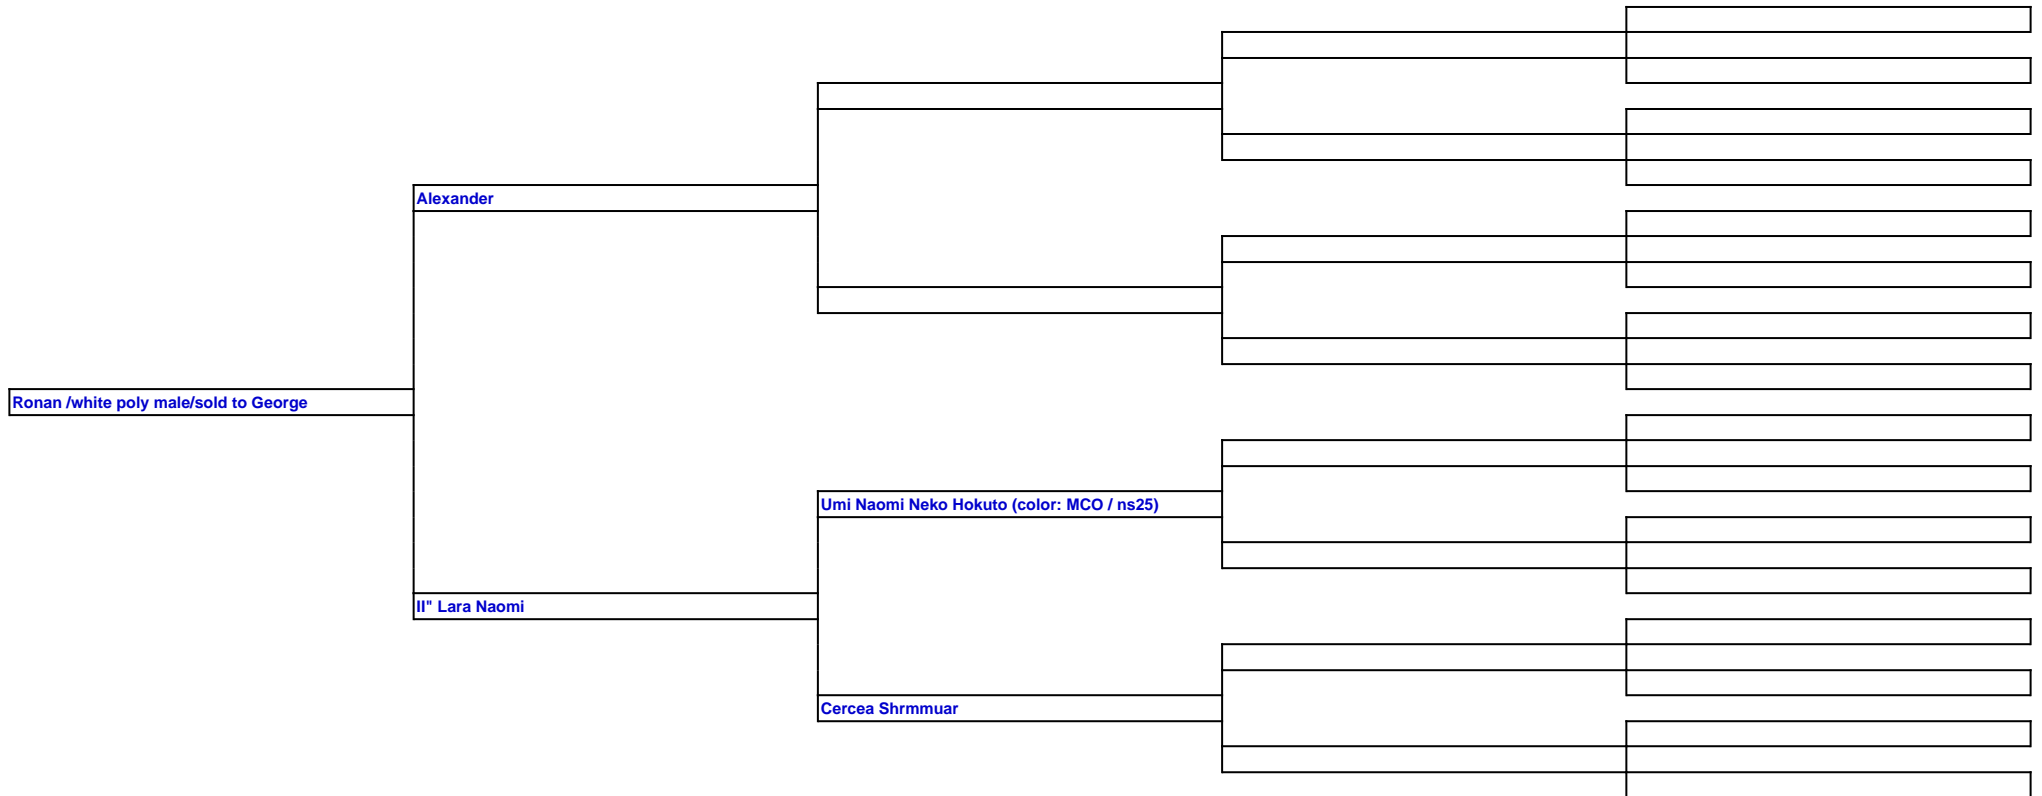 Alexander
Ronan /white poly male/sold to George
Umi Naomi Neko Hokuto (color: MCO / ns25)
II" Lara Naomi
Cercea Shrmmuar